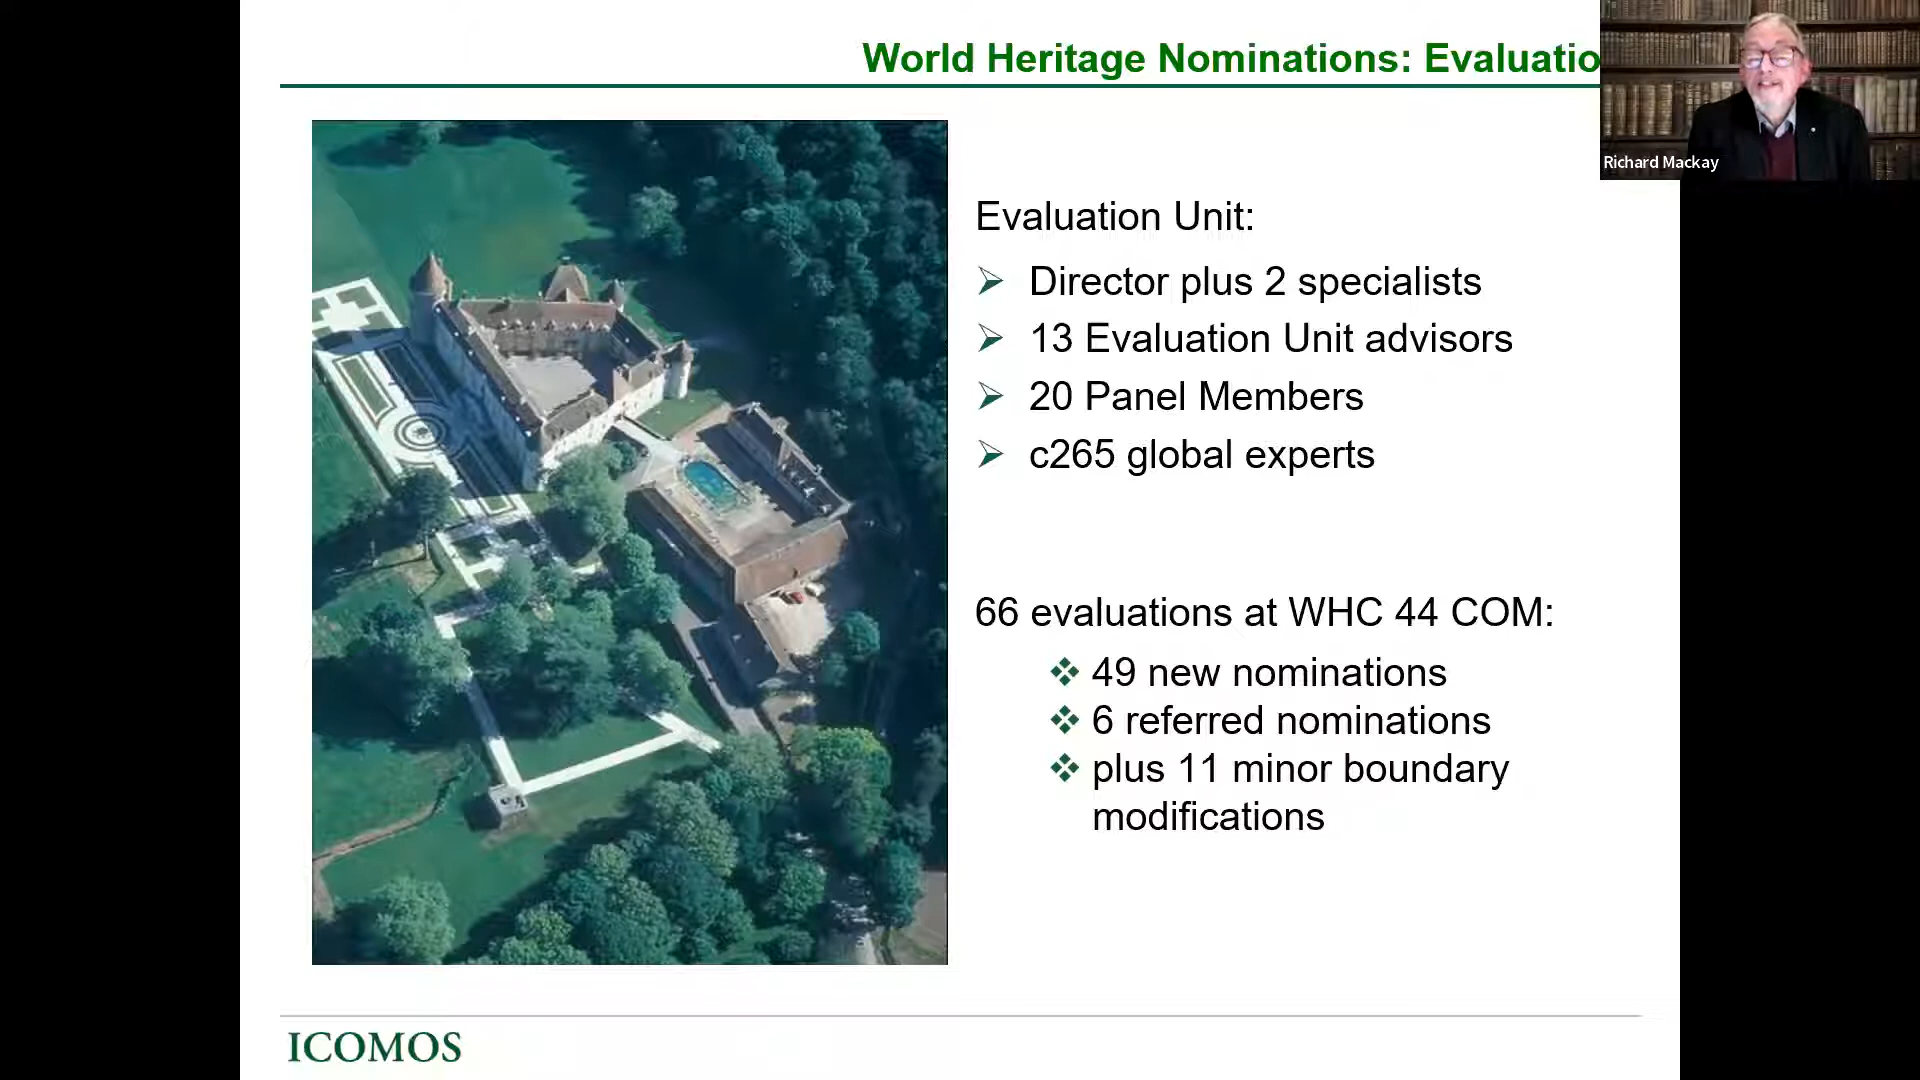 World Heritage Nominations: Evaluatio
Richard Mackay
Evaluation Unit:
Director plus 2 specialists
13 Evaluation Unit advisors
20 Panel Members
c265 global experts
66 evaluations at WHC 44 COM:
49 new nominations
6 referred nominations
plus 11 minor boundary
modifications
ICOMOS